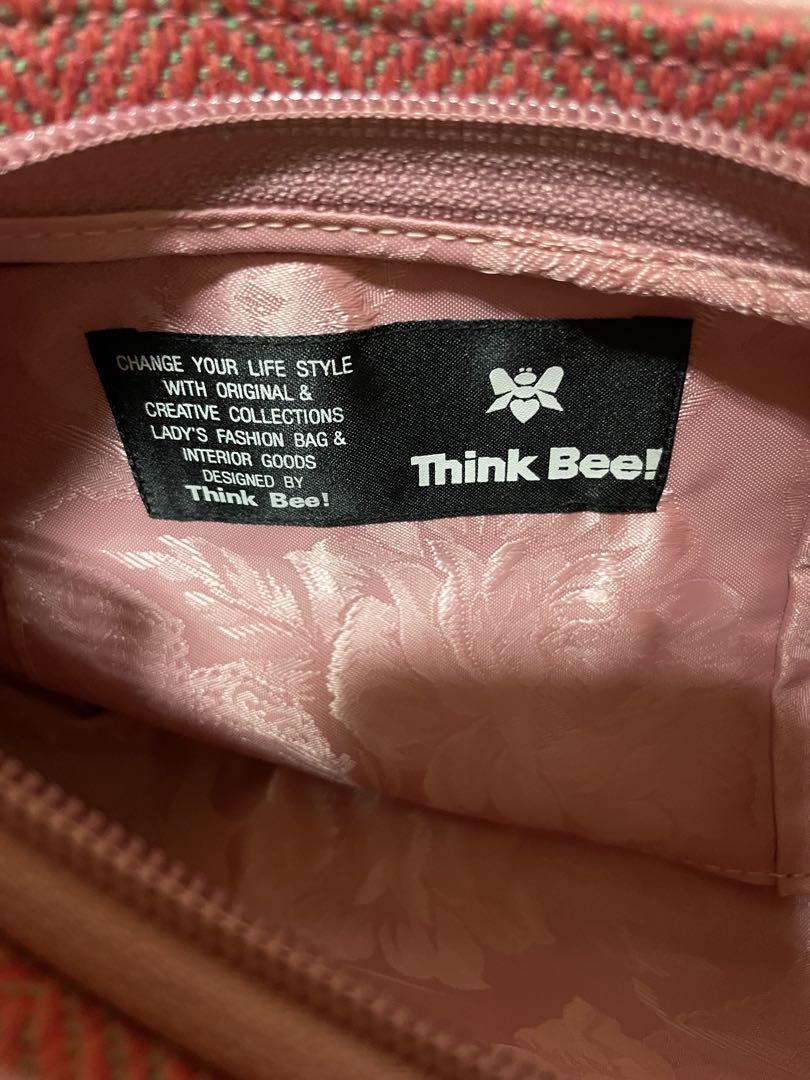 CHANGE YOUR LIFE STYLE
WITH ORIGINAL &
CREATIVE COLLECTIONS
LADY'S FASHION BAG &
INTERIOR GOODS
DESIGNED BY
Think Bee!
Think Bee!